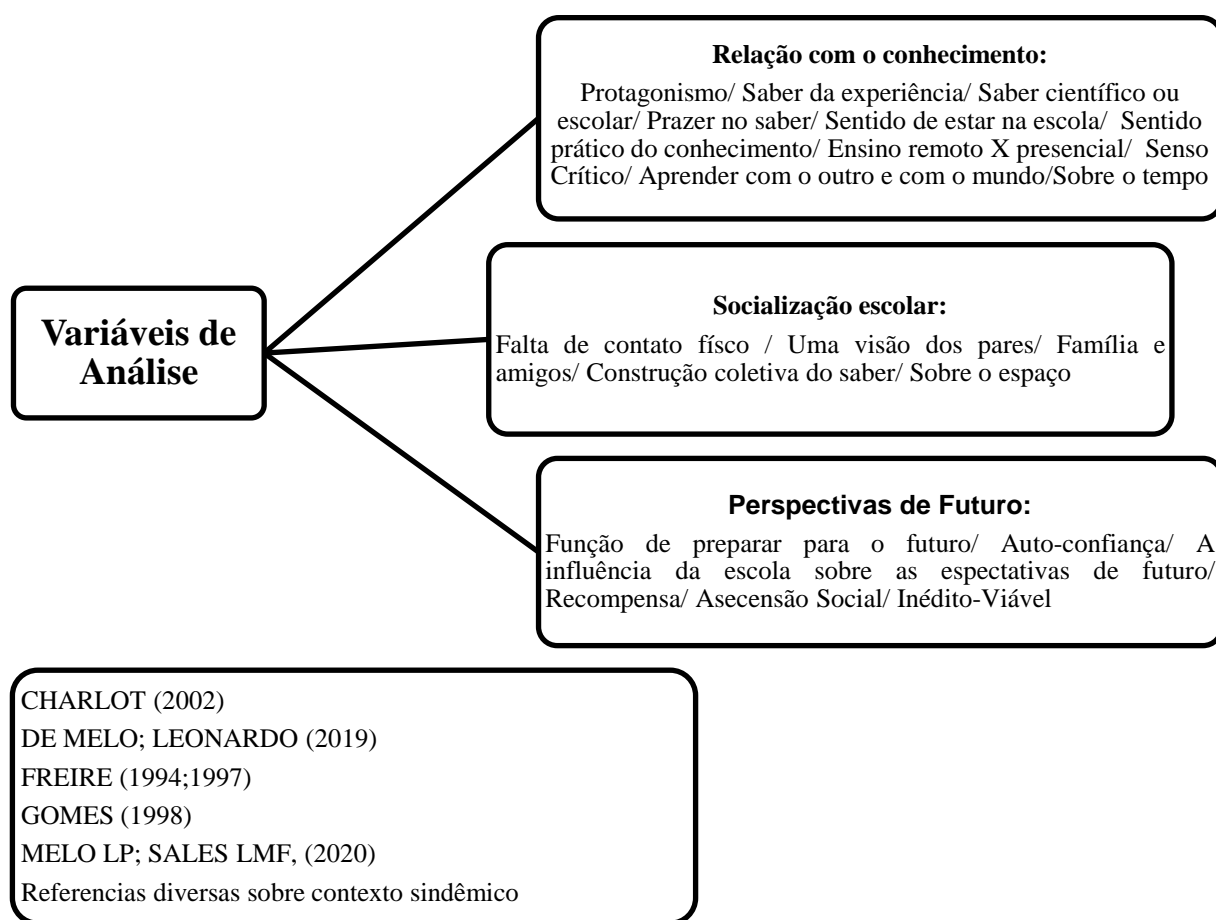 Variáveis de
Análise
Relação com o conhecimento:
Protagonismo/ Saber da experiência/ Saber científico ou
escolar/ Prazer no saber/ Sentido de estar na escola/ Sentido
prático do conhecimento/ Ensino remoto X presencial/ Senso
Crítico/ Aprender com o outro e com o mundo/Sobre o tempo
Socialização escolar:
Falta de contato físco / Uma visão dos pares/ Família e
amigos/ Construção coletiva do saber/ Sobre o espaço
Perspectivas de Futuro:
Função de preparar para o futuro/ Auto-confiança/ A
influência da escola sobre as espectativas de futuro/
Recompensa/ Asecensão Social/ Inédito-Viável
CHARLOT (2002)
DE MELO; LEONARDO (2019)
FREIRE (1994;1997)
GOMES (1998)
MELO LP; SALES LMF, (2020)
Referencias diversas sobre contexto sindêmico